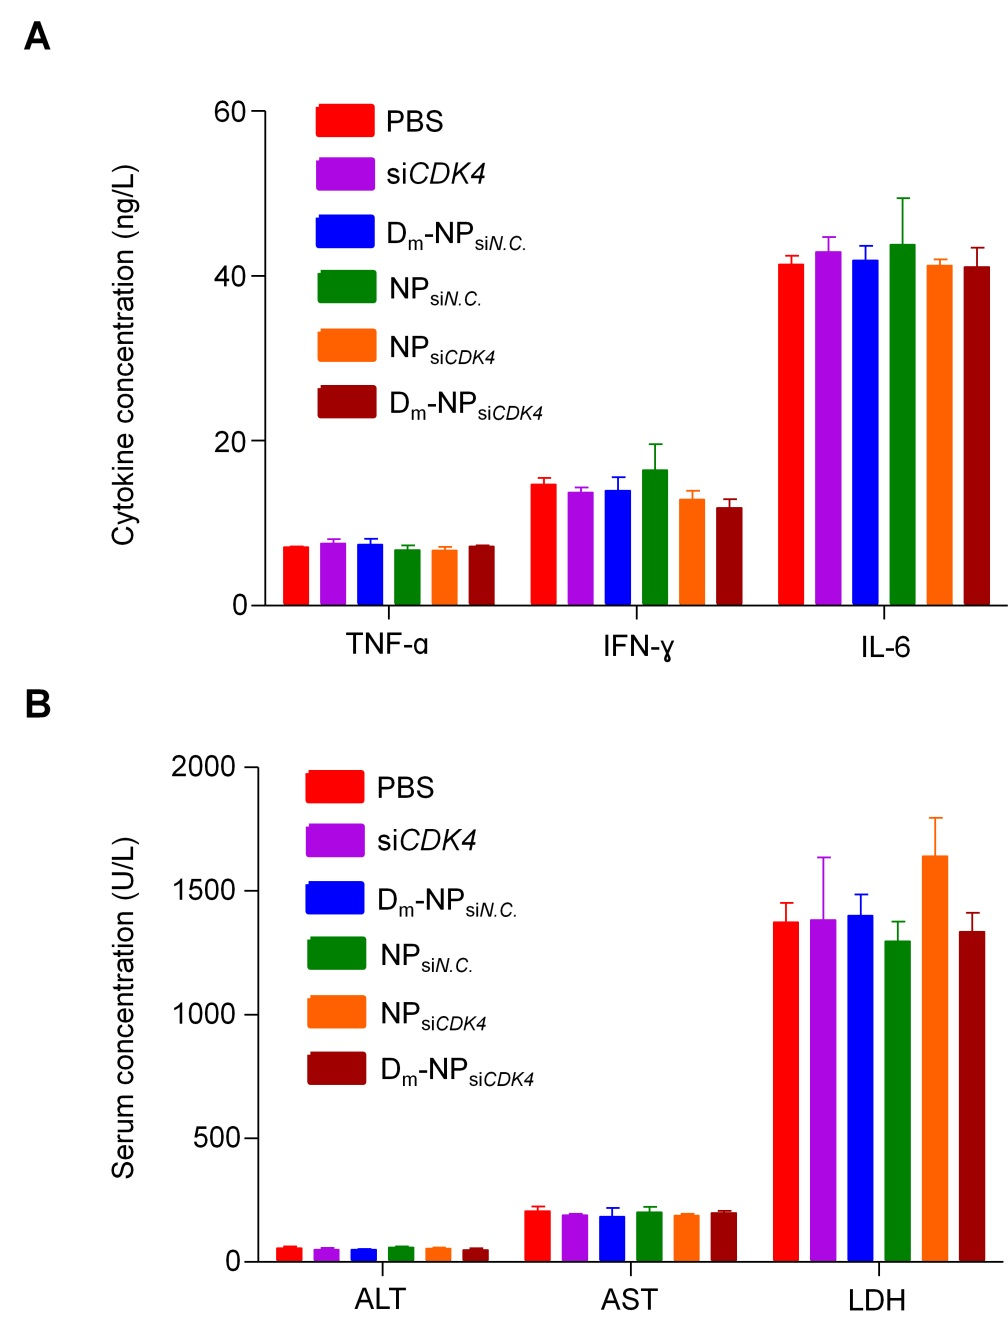 A
Cytokine concentration (ng/L)
60
40
20
0
PBS
siCDK4
Dm-NPsiN.C.
NPsiN.C.
NPsiCDK4
Dm-NPsiCDK4
TNF-ɑ
IFN-ɣ
IL-6
B
Serum concentration (U/L)
2000
1500
1000
500
0
PBS
siCDK4
Dm-NPsiN.C.
NPsiN.C.
NPsiCDK4
Dm-NPsiCDK4
ALT
AST
LDH